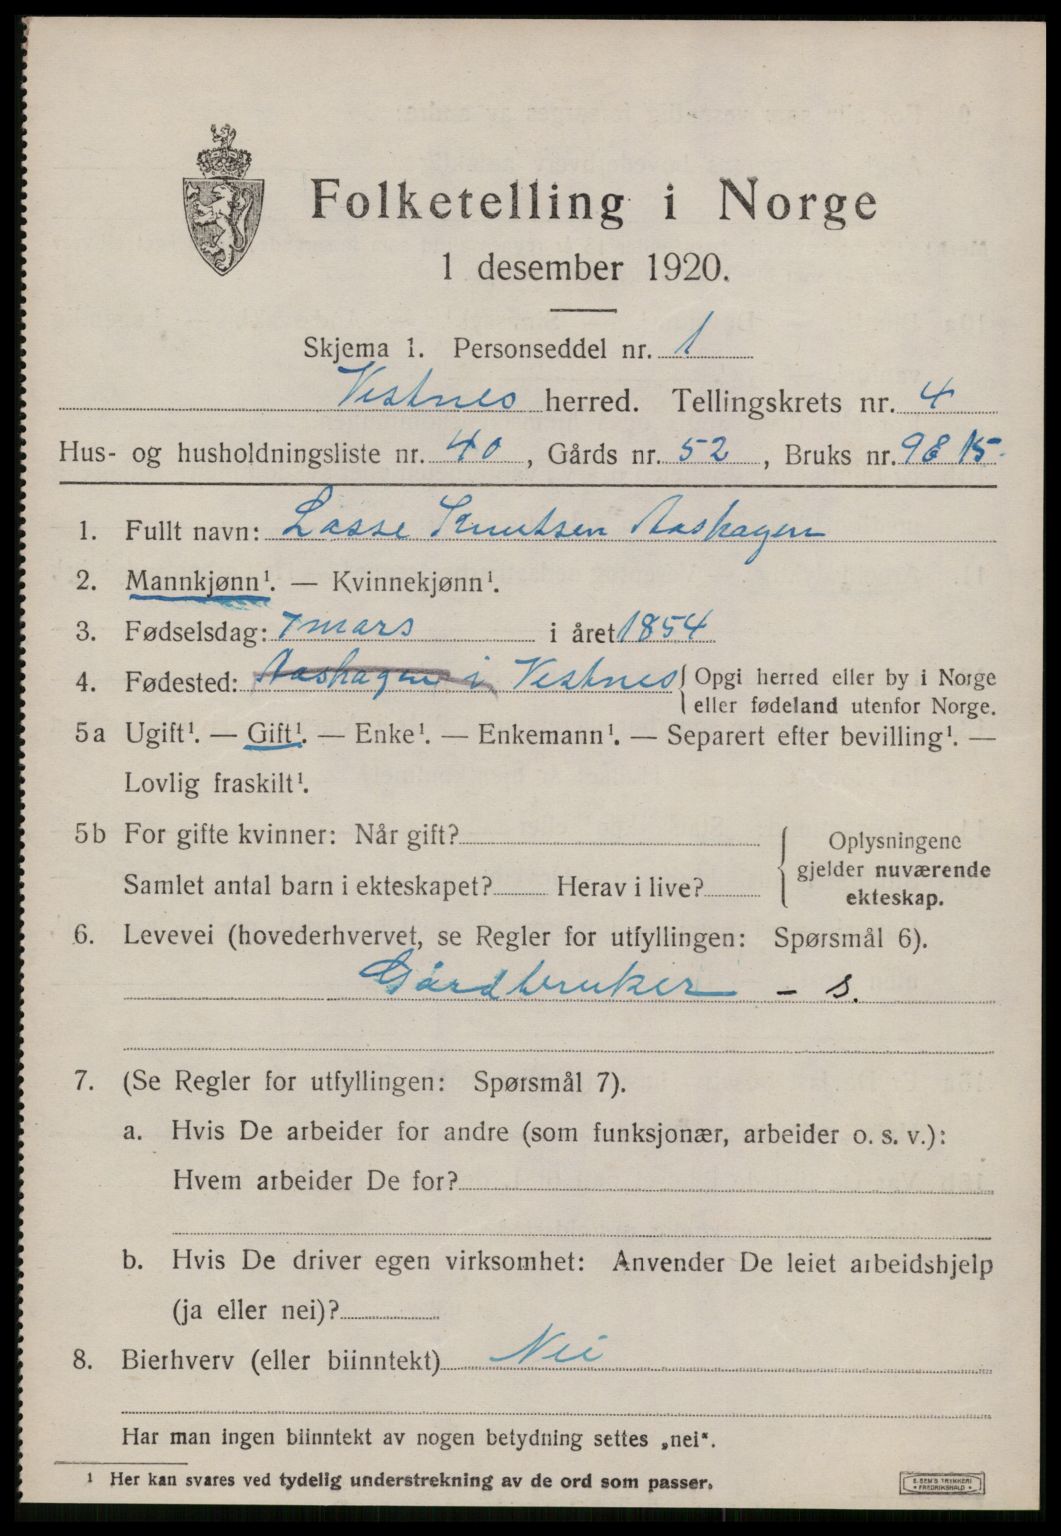 Folketelling i Norge
1 desember 1920.
Skjema 1. Personseddel nr. 1
Vestnes herred. Tellingskrets nr. 4
Hus- og husholdningsliste nr. 40, Gårds nr. 52, Bruks nr. 98 15
1. Fullt navn: Lasse Knutsen Aashagen
2. Mannkjønn¹. — Kvinnekjønn¹.
3. Fødselsdag: 7 mars i året 1854
4. Fødested: Aashagen i Vestnes { Opgi herred eller by i Norge
eller fødeland utenfor Norge.
5a Ugift¹. — Gift¹. — Enke¹. — Enkemann¹. — Separert efter bevilling¹. —
Lovlig fraskilt¹.
5b For gifte kvinner: Når gift?
Samlet antal barn i ekteskapet? Herav i live?
{ Oplysningene
gjelder nuværende
ekteskap.
6. Levevei (hovederhvervet, se Regler for utfyllingen: Spørsmål 6).
Gårdbruker - s.
7. (Se Regler for utfyllingen: Spørsmål 7).
a. Hvis De arbeider for andre (som funksjonær, arbeider o. s. v.):
Hvem arbeider De for?
b. Hvis De driver egen virksomhet: Anvender De leiet arbeidshjelp
(ja eller nei)?
8. Bierhverv (eller biinntekt) Nei
Har man ingen biinntekt av nogen betydning settes „nei“.
¹ Her kan svares ved tydelig understrekning av de ord som passer.
E. SEM'S TRYKKERI
• FREDRIKSHALD •